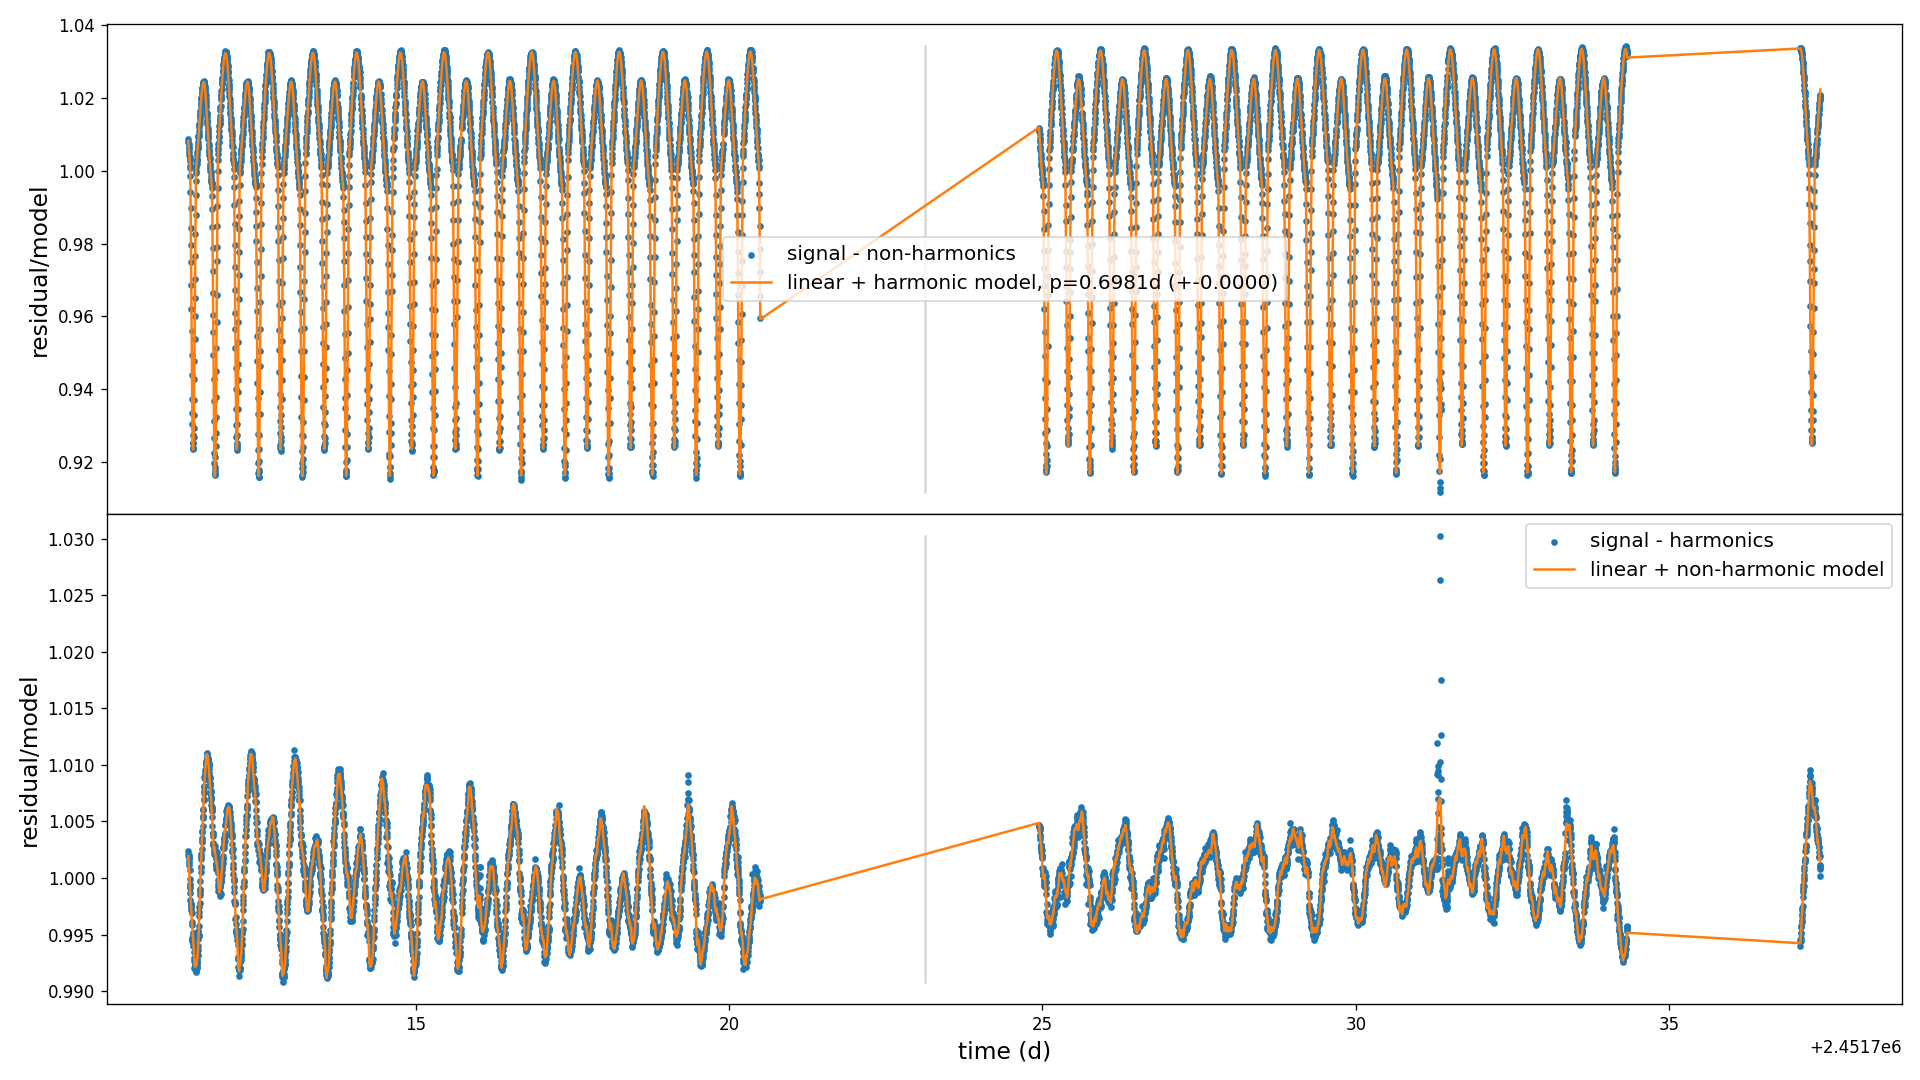 1.04
1.02
1.00
0.98
0.96
0.94
0.92
residual/model
signal - non-harmonics
linear + harmonic model, p=0.6981d (+-0.0000)
1.030
1.025
1.020
1.015
1.010
1.005
1.000
0.995
0.990
residual/model
signal - harmonics
linear + non-harmonic model
15
20
25
30
35
time (d)
+2.4517e6